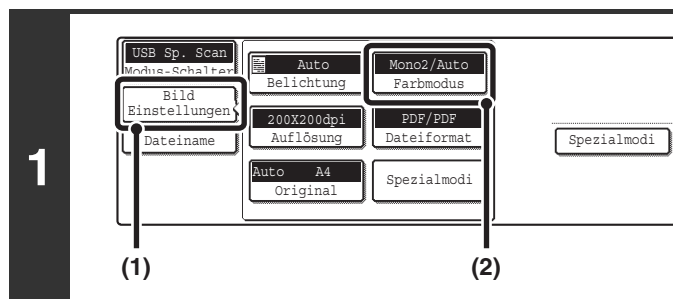 1
USB Sp. Scan
Modus-Schalter
Bild
Einstellungen
Dateiname
Auto
Belichtung
Mono2/Auto
Farbmodus
200X200dpi
Auflösung
PDF/PDF
Dateiformat
Auto A4
Original
Spezialmodi
Spezialmodi
(1)
(2)